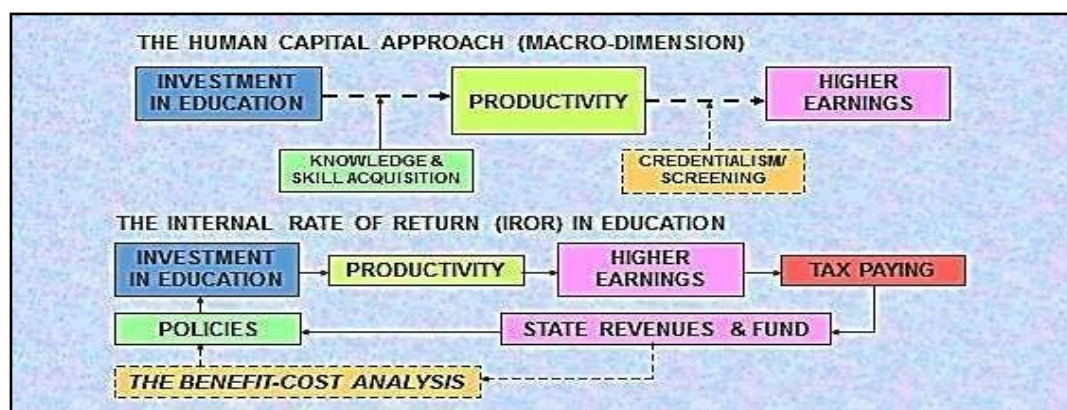 THE HUMAN CAPITAL APPROACH (MACRO-DIMENSION)
INVESTMENT
IN EDUCATION
PRODUCTIVITY
HIGHER
EARNINGS
KNOWLEDGE &
SKILL ACQUISITION
CREDENTIALISM/
SCREENING
THE INTERNAL RATE OF RETURN (IROR) IN EDUCATION
INVESTMENT
IN EDUCATION
PRODUCTIVITY
HIGHER
EARNINGS
TAX PAYING
POLICIES
STATE REVENUES & FUND
THE BENEFIT-COST ANALYSIS